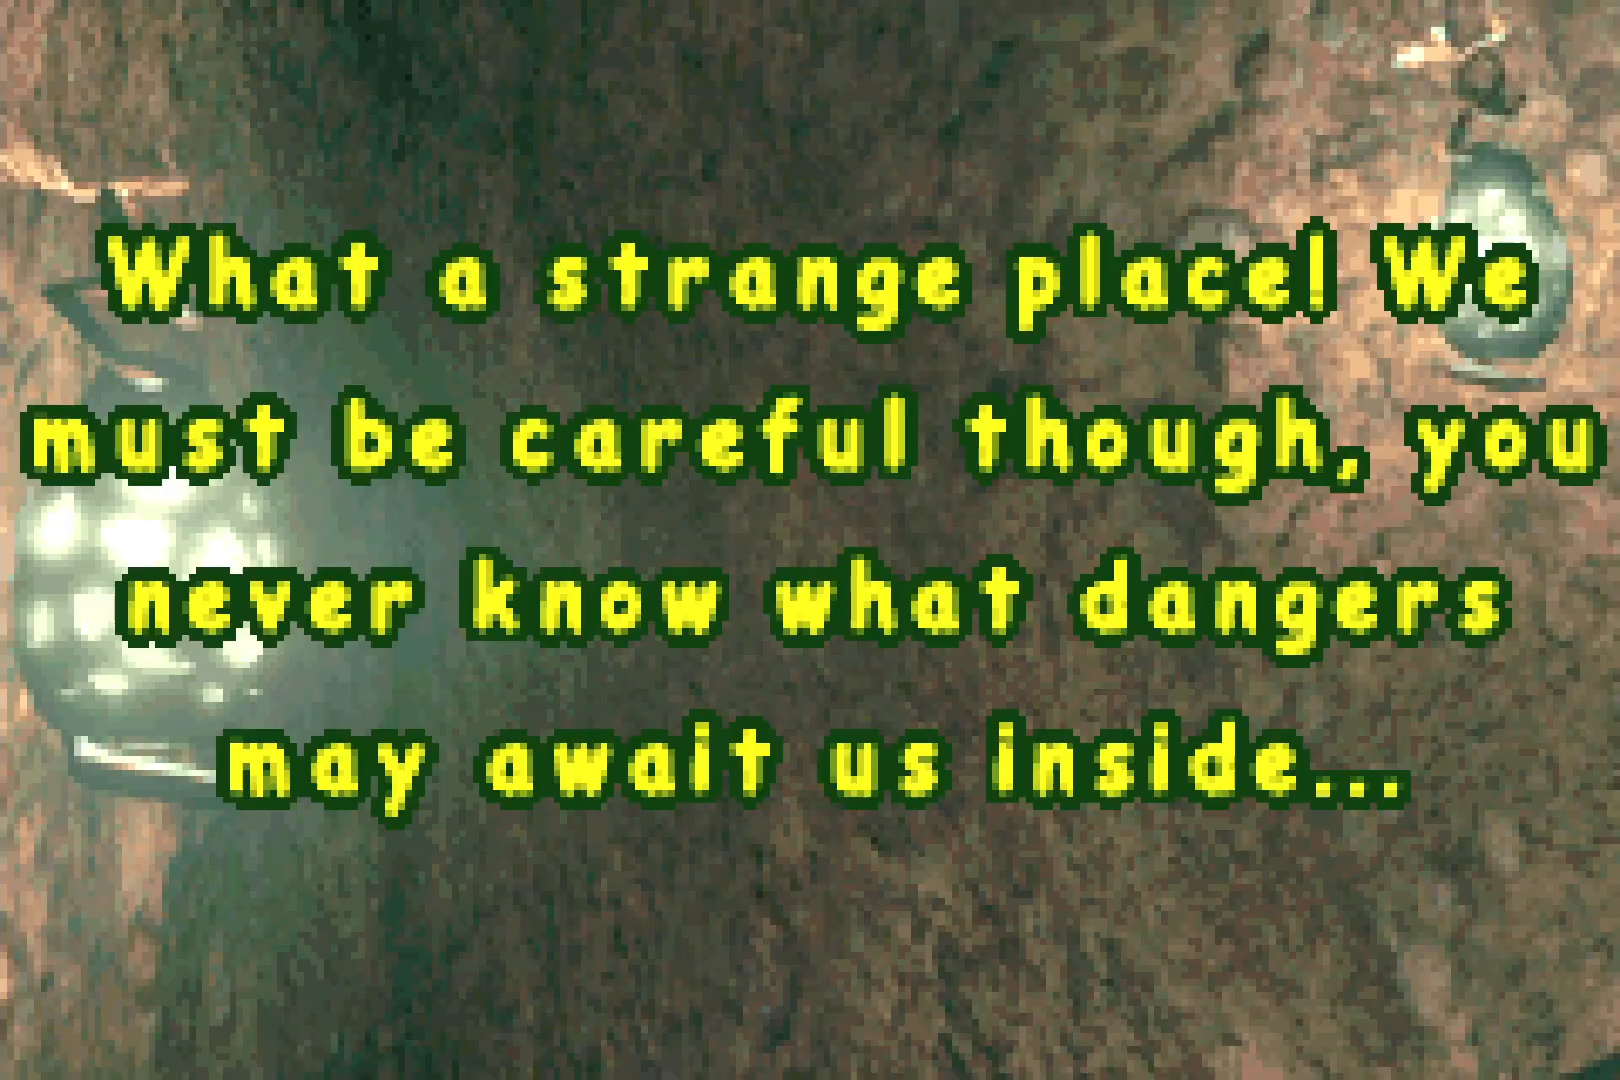 What a strange place! We
must be careful though, you
never know what dangers
may await us inside...